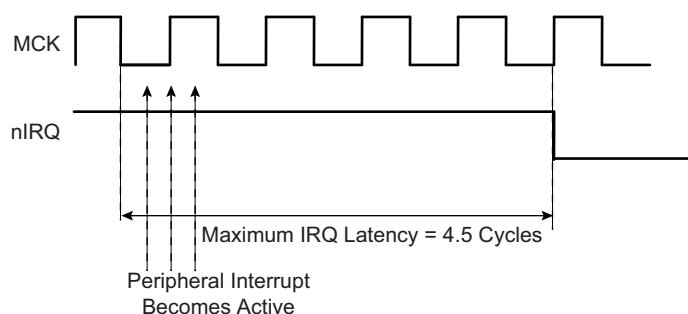 MCK
nIRQ
Maximum IRQ Latency = 4.5 Cycles
Peripheral Interrupt
Becomes Active